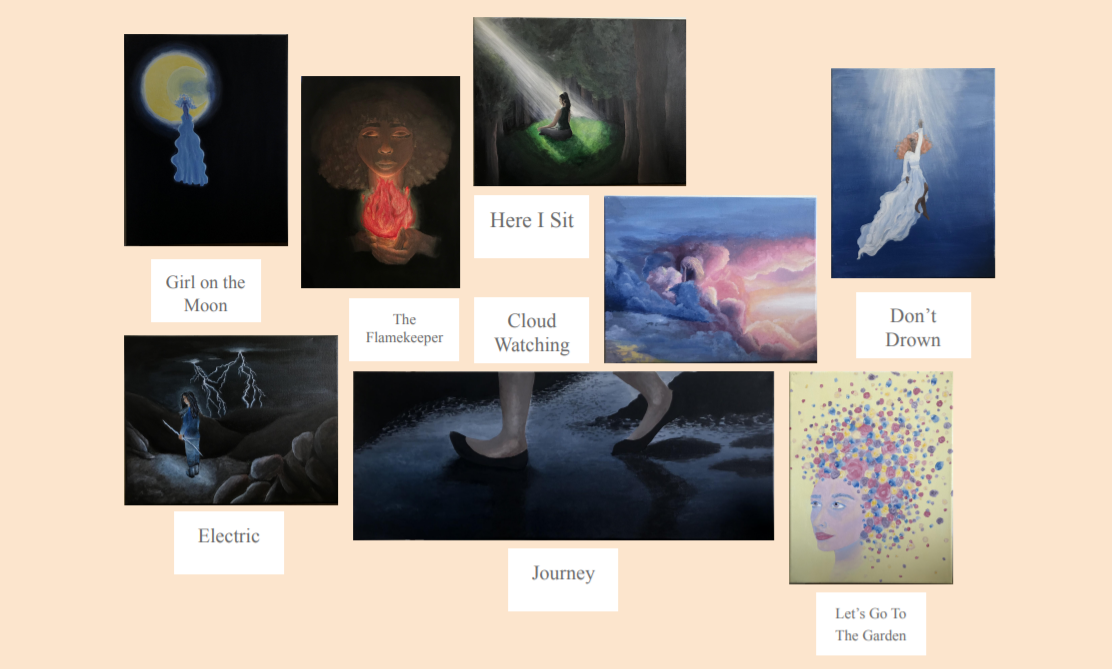 Here I Sit
Girl on the
Moon
The
Flamekeeper
Cloud
Watching
Don’t
Drown
Electric
Journey
Let’s Go To
The Garden